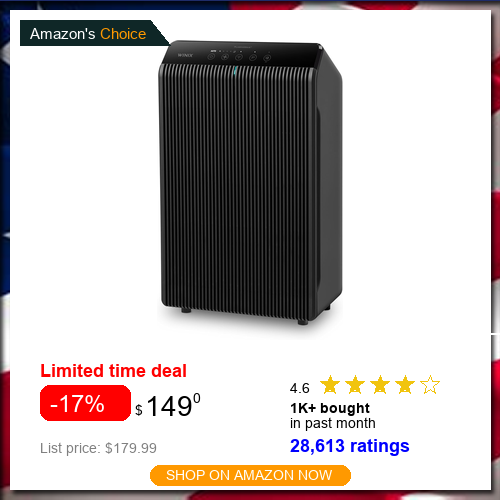 Amazon's Choice
WINIX
Limited time deal
-17%
$ 149 0
List price: $179.99
4.6
1K+ bought
in past month
28,613 ratings
SHOP ON AMAZON NOW